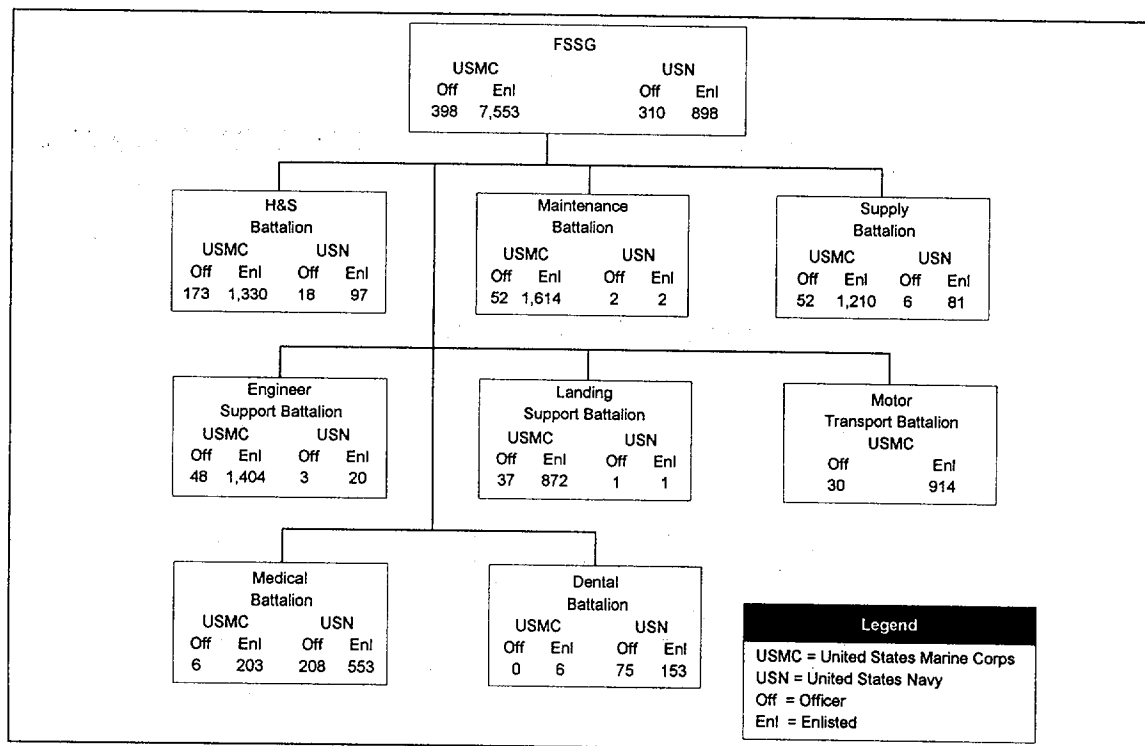 FSSG
USMC USN
Off Enl Off Enl
398 7,553 310 898
H&S
Battalion
USMC USN
Off Enl Off Enl
173 1,330 18 97
Maintenance
Battalion
USMC USN
Off Enl Off Enl
52 1,614 2 2
Supply
Battalion
USMC USN
Off Enl Off Enl
52 1,210 6 81
Engineer
Support Battalion
USMC USN
Off Enl Off Enl
48 1,404 3 20
Landing
Support Battalion
USMC USN
Off Enl Off Enl
37 872 1 1
Motor
Transport Battalion
USMC
Off Enl
30 914
Medical
Battalion
USMC USN
Off Enl Off Enl
6 203 208 553
Dental
Battalion
USMC USN
Off Enl Off Enl
0 6 75 153
Legend
USMC = United States Marine Corps
USN = United States Navy
Off = Officer
Enl = Enlisted